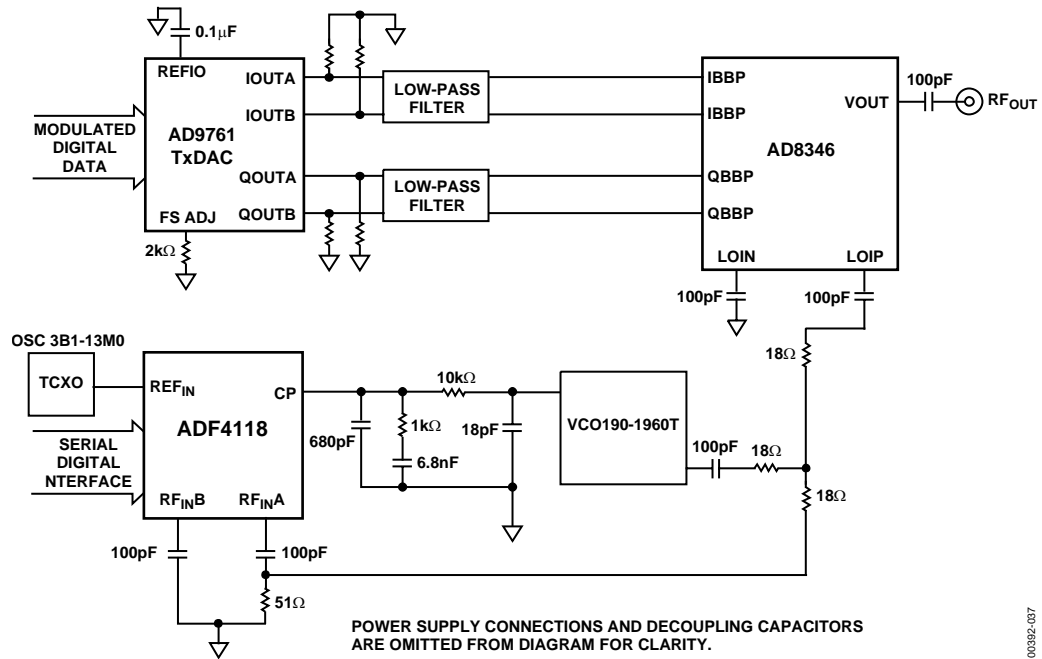 0.1µF
REFIO
IOUTA
IOUTB
QOUTA
QOUTB
FS ADJ
AD9761
TxDAC
MODULATED
DIGITAL
DATA
2kΩ
LOW-PASS
FILTER
LOW-PASS
FILTER
IBBP
IBBP
QBBP
QBBP
AD8346
VOUT
LOIN
LOIP
100pF
RFOUT
100pF
100pF
18Ω
OSC 3B1-13M0
TCXO
REFIN
CP
ADF4118
SERIAL
DIGITAL
NTERFACE
RFINB
RFINA
680pF
1kΩ
6.8nF
10kΩ
18pF
VCO190-1960T
100pF
18Ω
18Ω
100pF
100pF
51Ω
POWER SUPPLY CONNECTIONS AND DECOUPLING CAPACITORS
ARE OMITTED FROM DIAGRAM FOR CLARITY.
00392-037